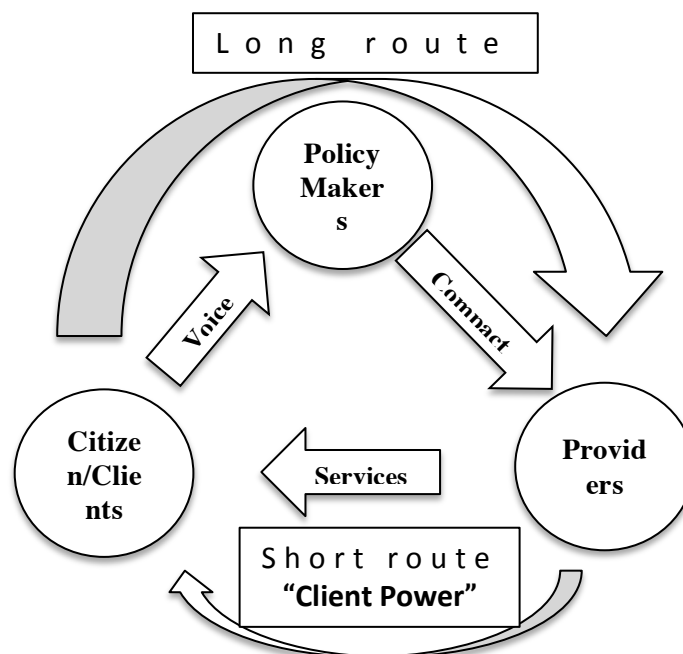 Long route
Policy
Maker
s
Voice
Compact
Citize
n/Clie
nts
Services
Provid
ers
Short route
“Client Power”